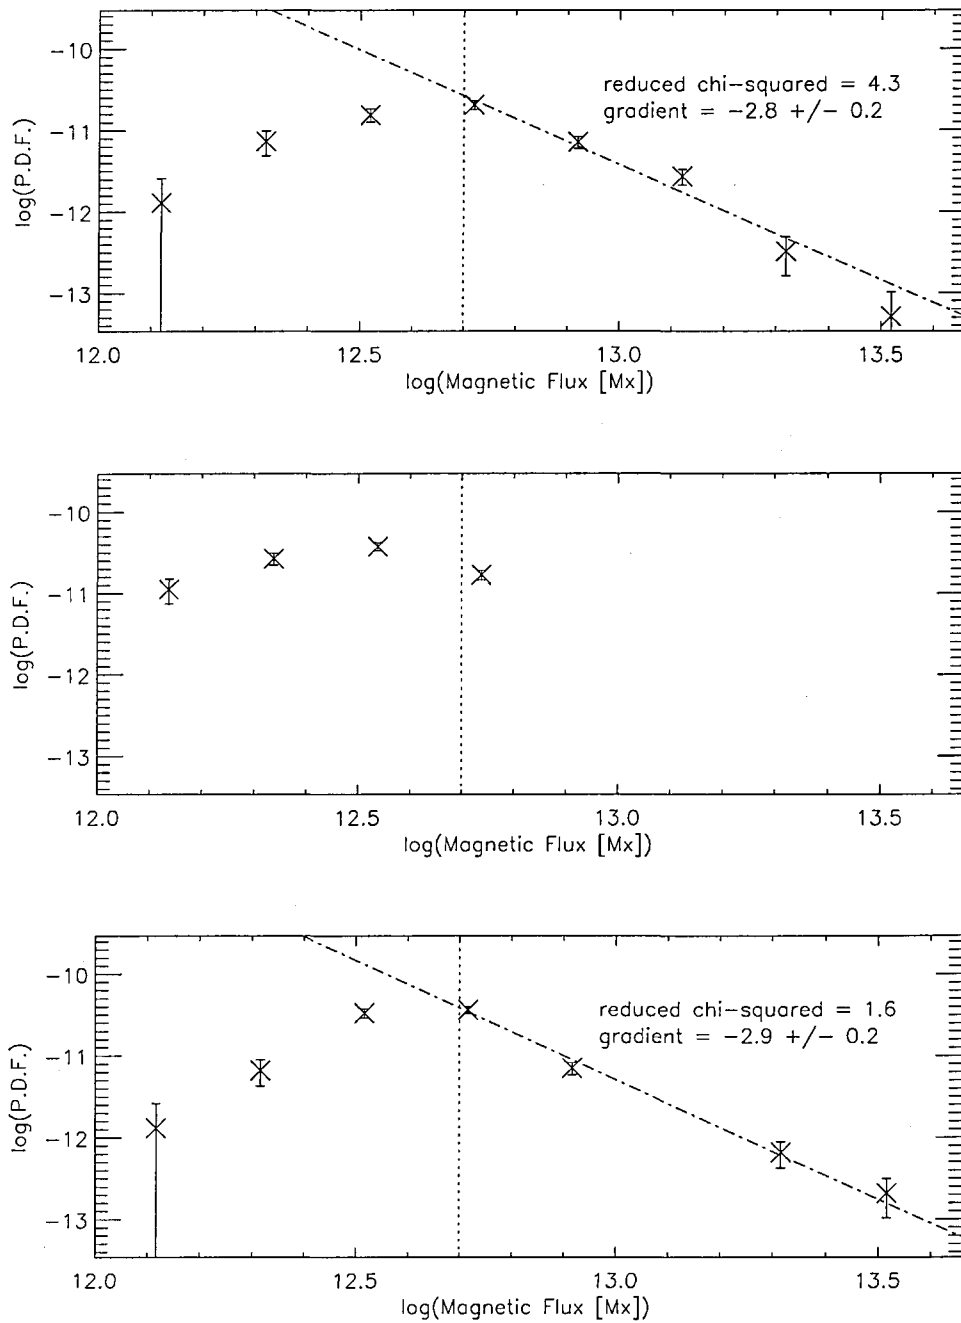 -10
reduced chi-squared = 4.3
gradient = -2.8 +/- 0.2
-11
log(P.D.F.)
-12
-13
12.0 12.5 13.0 13.5
log(Magnetic Flux [Mx])
-10
-11
log(P.D.F.)
-12
-13
12.0 12.5 13.0 13.5
log(Magnetic Flux [Mx])
-10
reduced chi-squared = 1.6
gradient = -2.9 +/- 0.2
-11
log(P.D.F.)
-12
-13
12.0 12.5 13.0 13.5
log(Magnetic Flux [Mx])